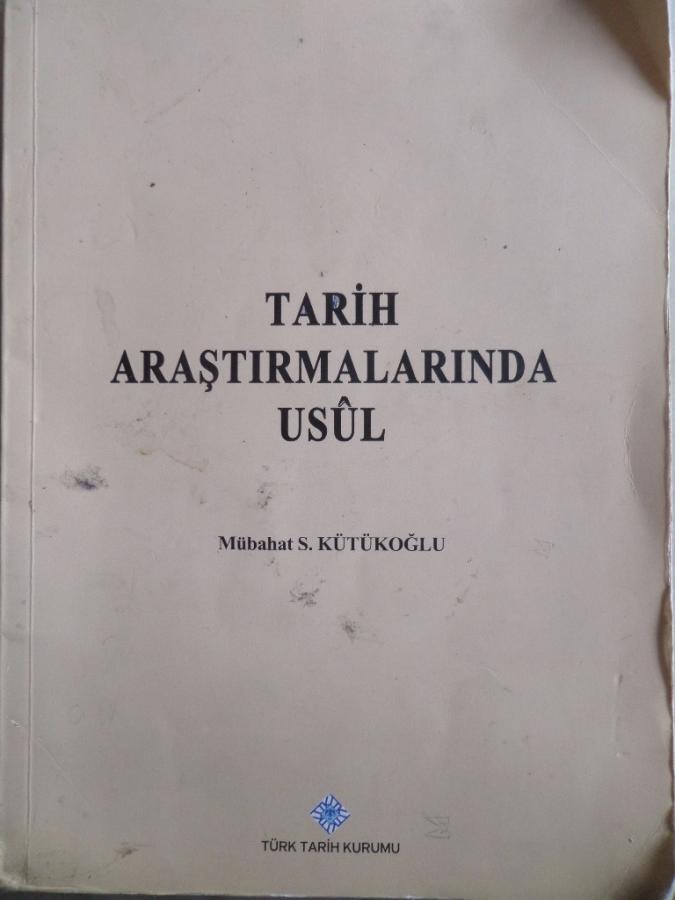 TARİH
ARAŞTIRMALARINDA
USÛL
Mübahat S. KÜTÜKOĞLU
TÜRK TARİH KURUMU